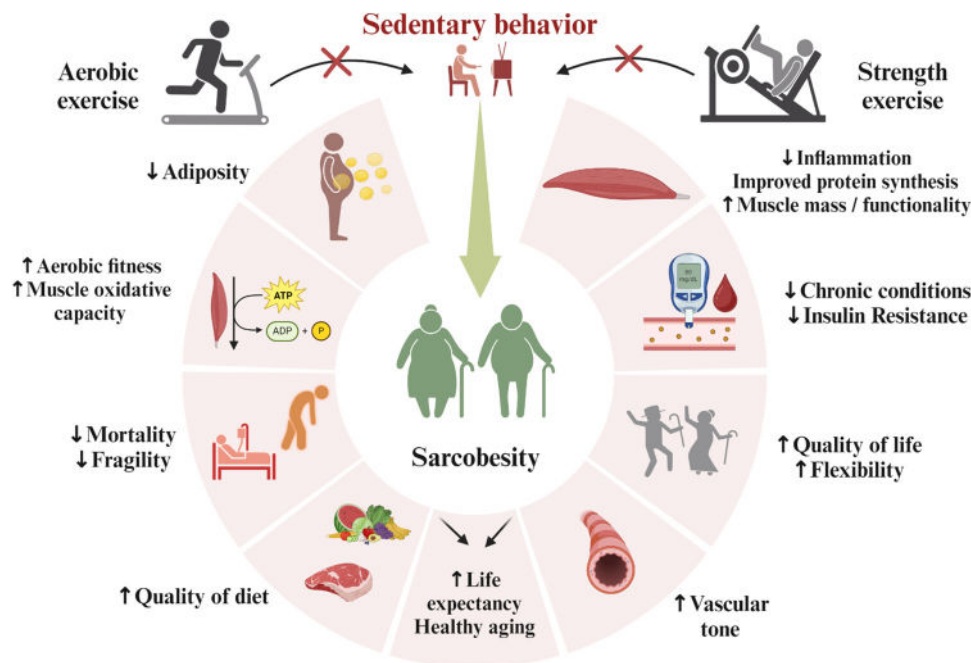 Sedentary behavior
Aerobic
exercise
Strength
exercise
↓ Adiposity
↓ Inflammation
Improved protein synthesis
↑ Muscle mass / functionality
↑ Aerobic fitness
↑ Muscle oxidative
capacity
ATP
ADP + P
mg/dL
↓ Chronic conditions
↓ Insulin Resistance
↓ Mortality
↓ Fragility
Sarcobesity
↑ Quality of life
↑ Flexibility
↑ Quality of diet
↑ Life
expectancy
Healthy aging
↑ Vascular
tone